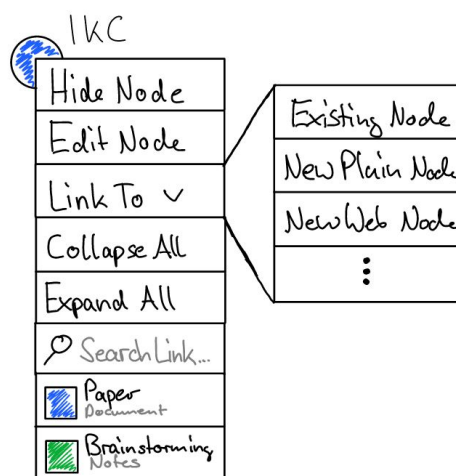 IKC
Hide Node
Edit Node
Link To
Collapse All
Expand All
Search Link...
Paper
Document
Brainstorming
Notes
Existing Node
New Plain Node
New Web Node